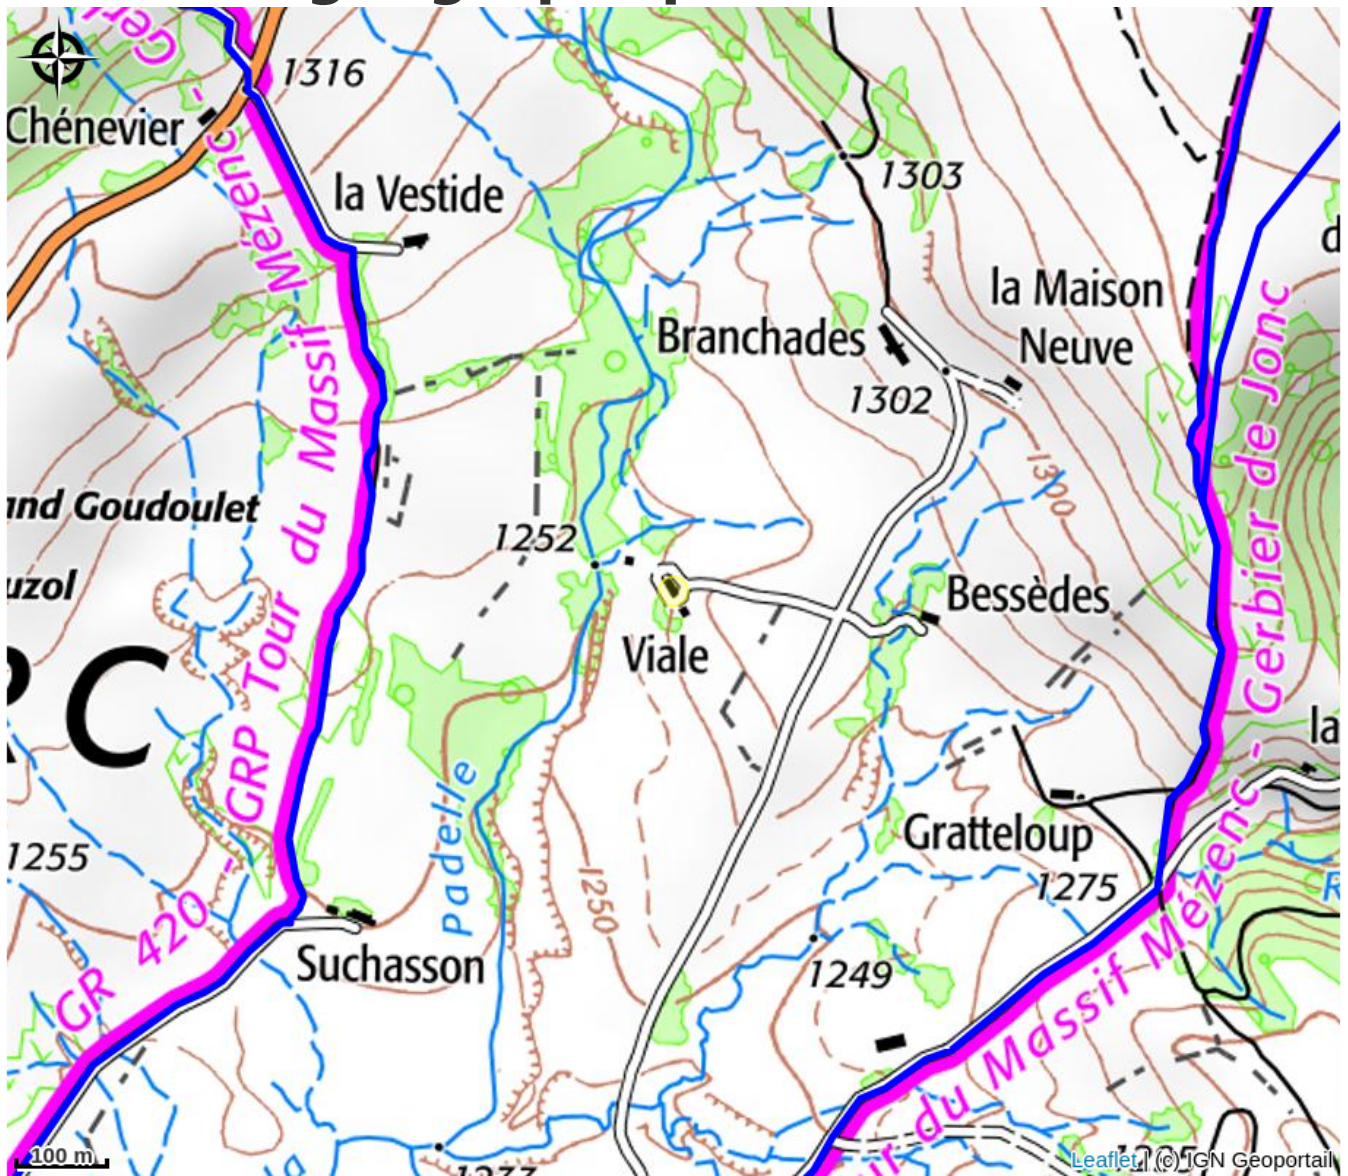 1316
Chénevier
Mézenc -
la Vestide
1303
la Maison
Neuve
Branchades
1302
1300
Gerbier de Jonc
GR 420 - GRP Tour du Massif
and Goudoulet
uzol
1252
Bessèdes
Viale
RC
la
Padelle
1255
1250
Gratteloup
1275
Suchasson
1249
ur du Massif Mézenc -
100 m
Leaflet | (c) IGN Geoportail